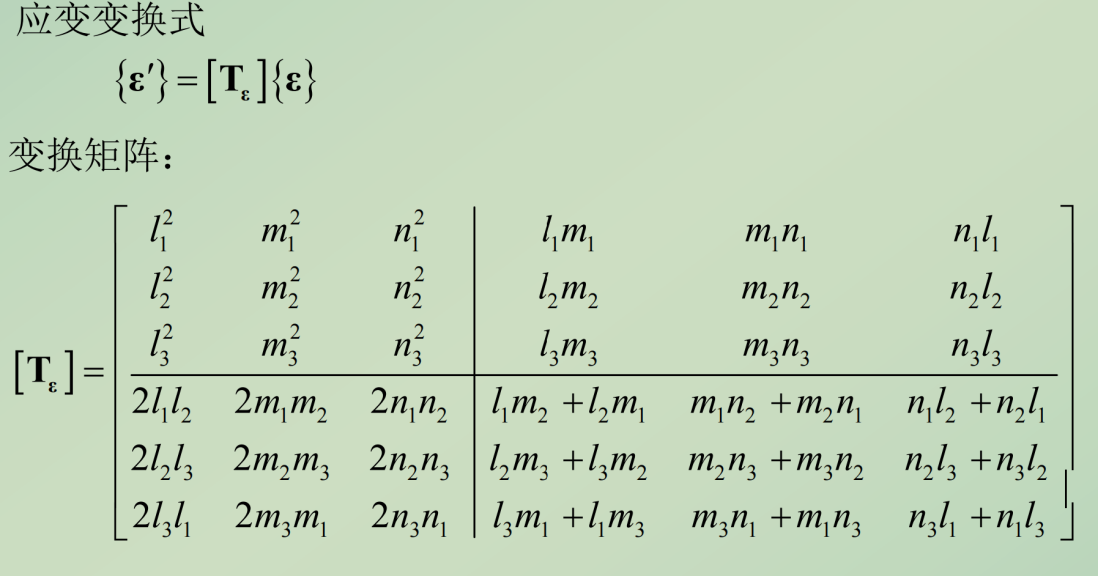 应变变换式
{ε′}=[T_ε]{ε}
变换矩阵：
[T_ε]=
l₁² m₁² n₁² l₁m₁ m₁n₁ n₁l₁
l₂² m₂² n₂² l₂m₂ m₂n₂ n₂l₂
l₃² m₃² n₃² l₃m₃ m₃n₃ n₃l₃
2l₁l₂ 2m₁m₂ 2n₁n₂ l₁m₂ +l₂m₁ m₁n₂ +m₂n₁ n₁l₂ +n₂l₁
2l₂l₃ 2m₂m₃ 2n₂n₃ l₂m₃ +l₃m₂ m₂n₃ +m₃n₂ n₂l₃ +n₃l₂
2l₃l₁ 2m₃m₁ 2n₃n₁ l₃m₁ +l₁m₃ m₃n₁ +m₁n₃ n₃l₁ +n₁l₃